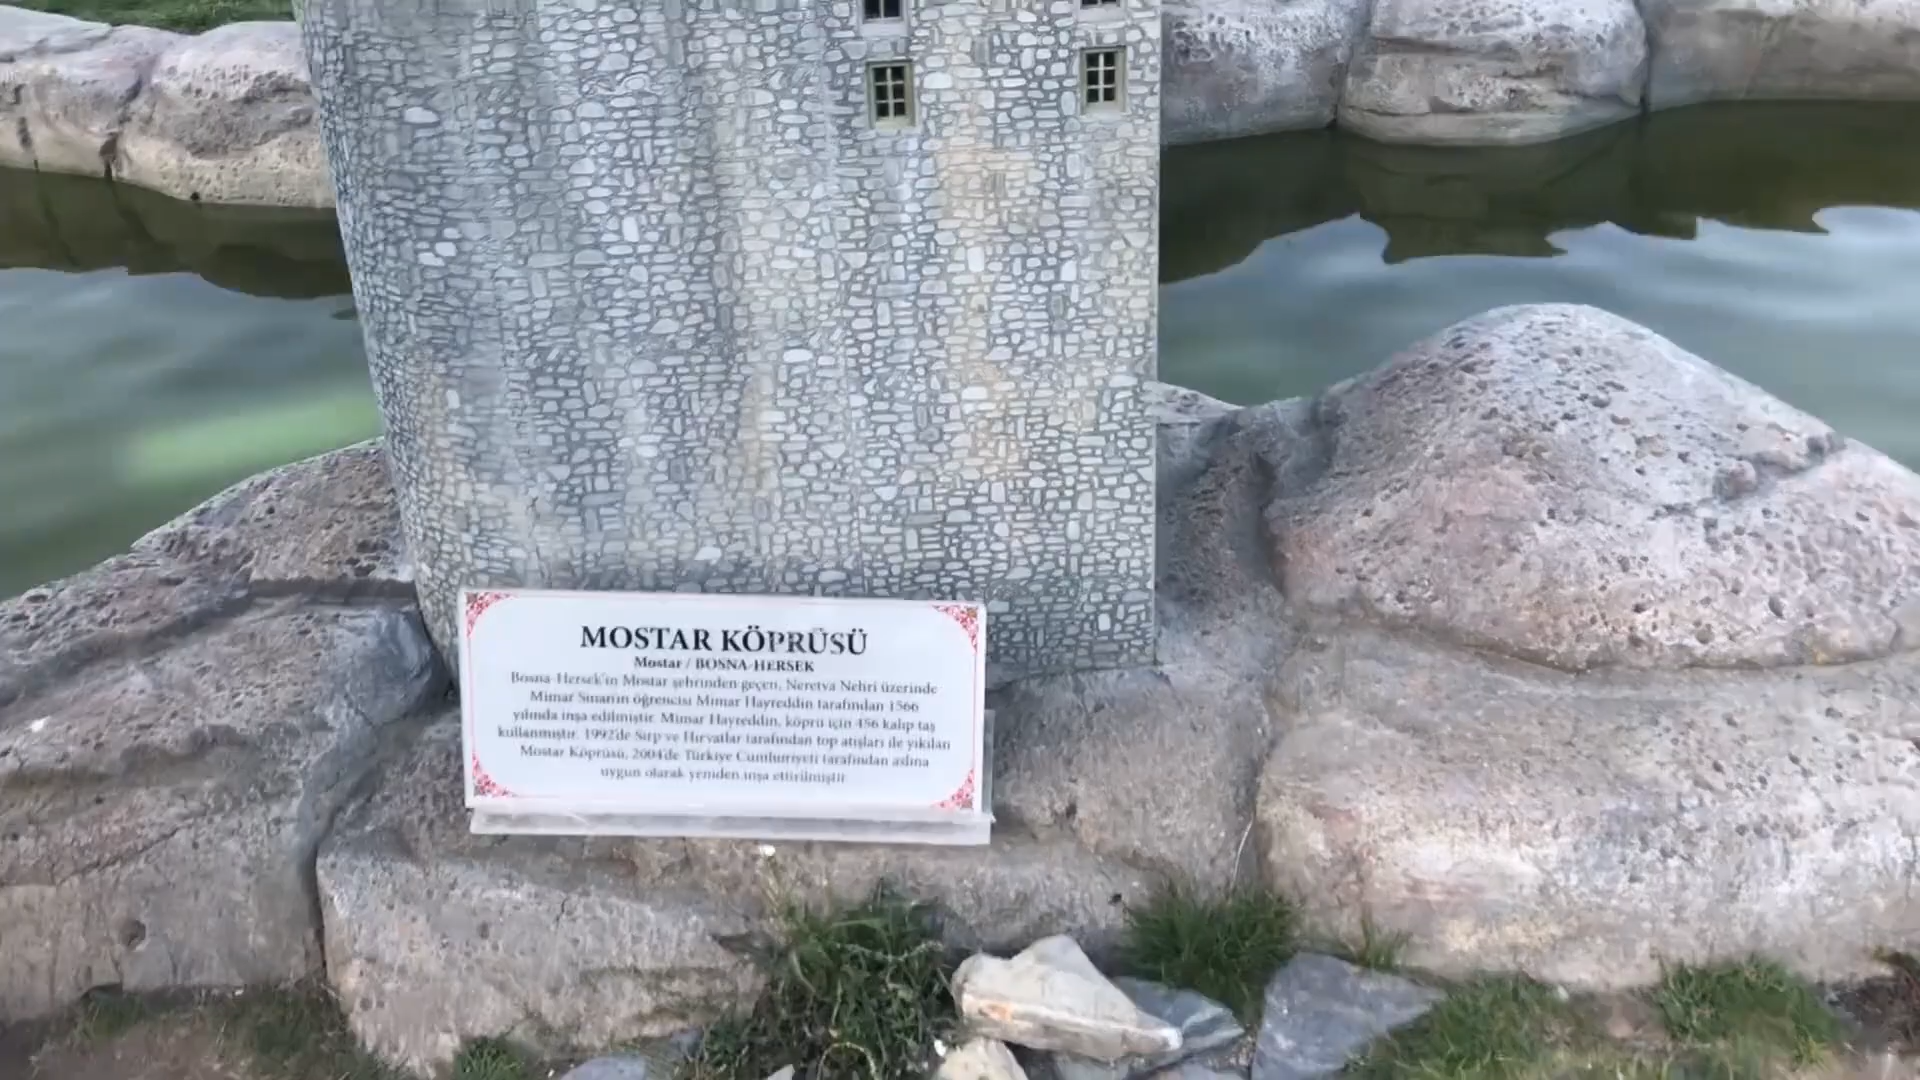 MOSTAR KÖPRÜSÜ
Mostar / BOSNA-HERSEK
Bosna-Hersek'in Mostar şehrinden geçen, Neretva Nehri üzerinde
Mimar Sinan'ın öğrencisi Mimar Hayreddin tarafından 1566
yılında inşa edilmiştir. Mimar Hayreddin, köprü için 456 kalıp taş
kullanmıştır. 1992'de Sırp ve Hırvatlar tarafından top atışları ile yıkılan
Mostar Köprüsü, 2004'de Türkiye Cumhuriyeti tarafından aslına
uygun olarak yeniden inşa ettirilmiştir.